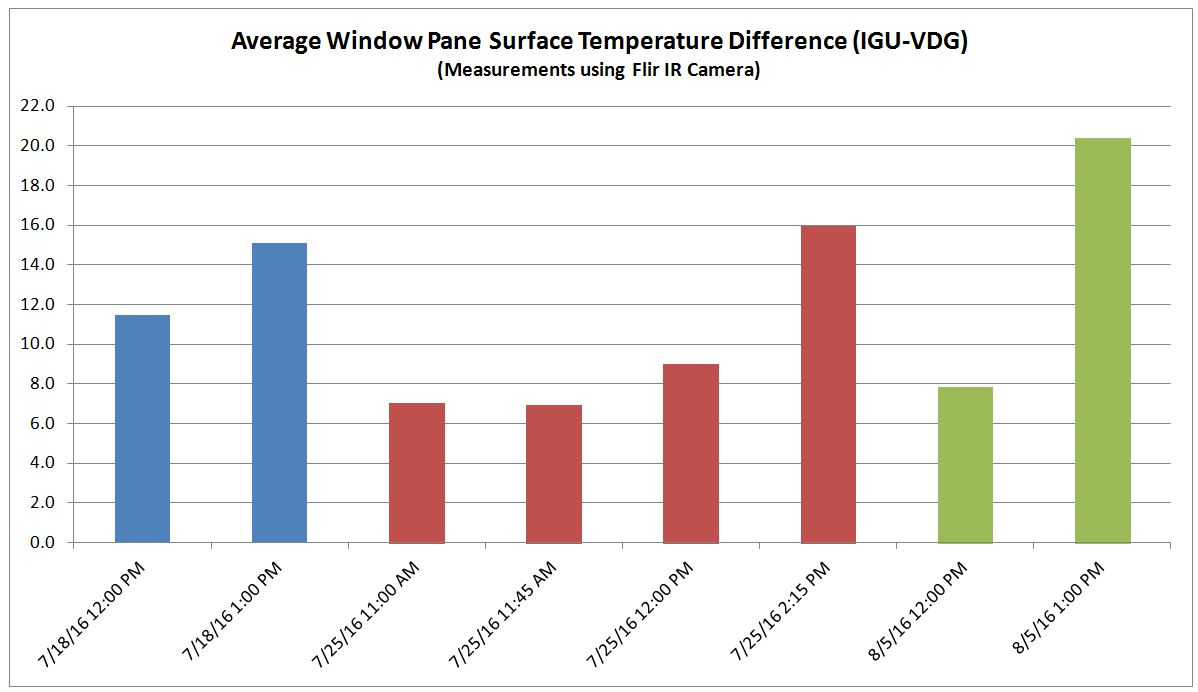 Average Window Pane Surface Temperature Difference (IGU-VDG)
(Measurements using Flir IR Camera)
22.0
20.0
18.0
16.0
14.0
12.0
10.0
8.0
6.0
4.0
2.0
0.0
7/18/16 12:00 PM
7/18/16 1:00 PM
7/25/16 11:00 AM
7/25/16 11:45 AM
7/25/16 12:00 PM
7/25/16 2:15 PM
8/5/16 12:00 PM
8/5/16 1:00 PM